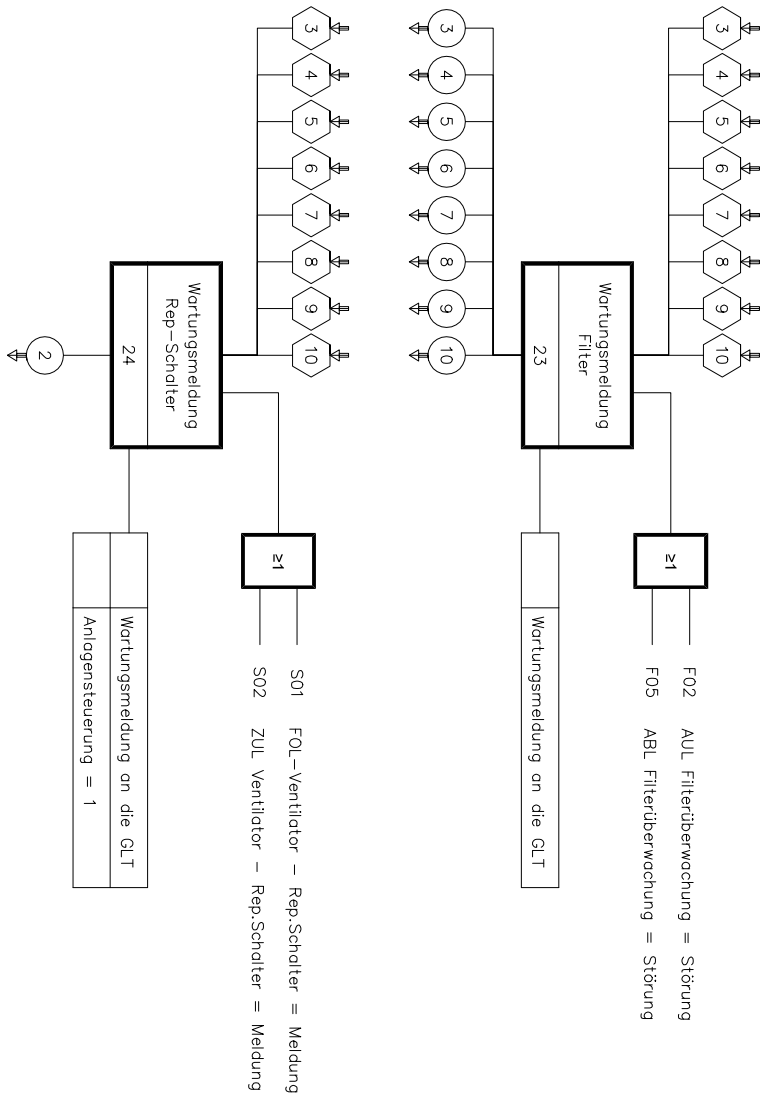 3 4 5 6 7 8 9 10
F02 AUL Filterüberwachung = Störung
≥1
F05 ABL Filterüberwachung = Störung
Wartungsmeldung
Filter
23
Wartungsmeldung an die GLT
3 4 5 6 7 8 9 10
3 4 5 6 7 8 9 10
S01 FOL-Ventilator - Rep.Schalter = Meldung
≥1
S02 ZUL Ventilator - Rep.Schalter = Meldung
Wartungsmeldung
Rep-Schalter
24
Wartungsmeldung an die GLT
Anlagensteuerung = 1
2